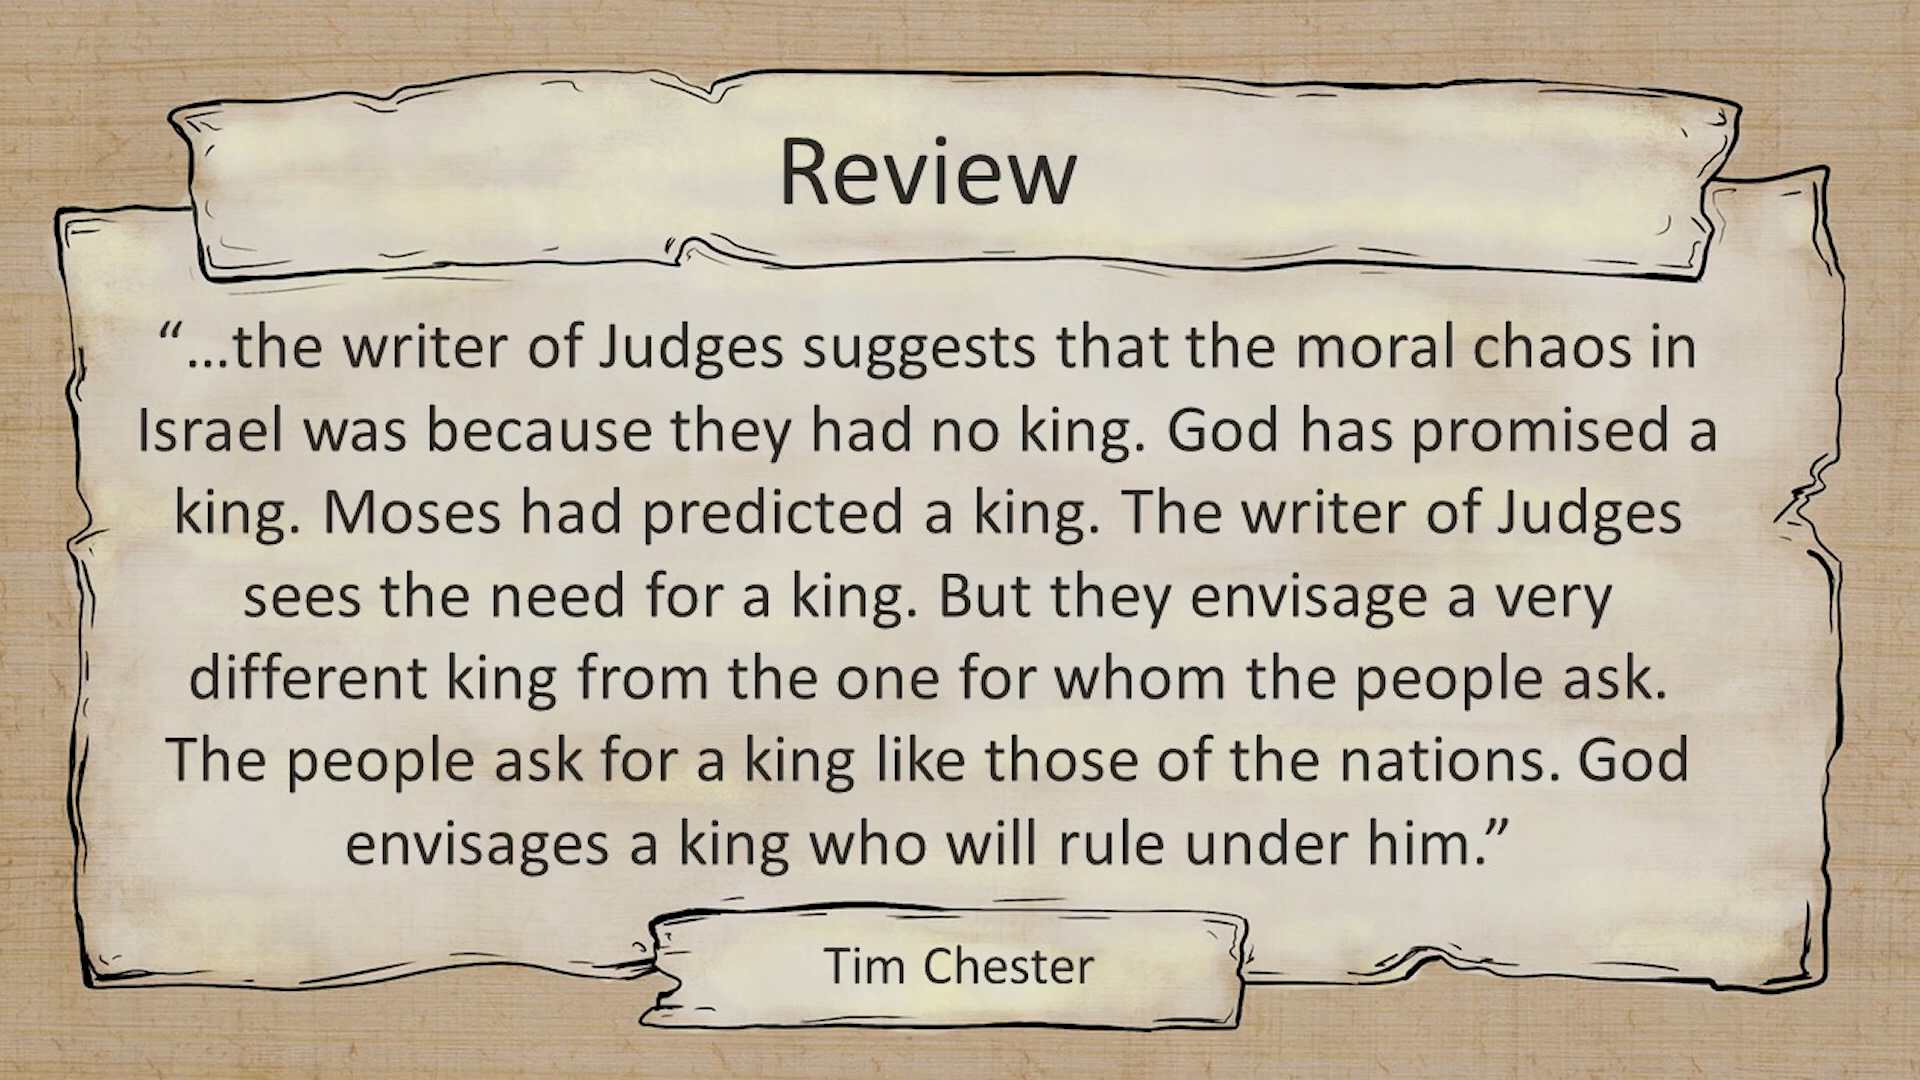 Review
“...the writer of Judges suggests that the moral chaos in
Israel was because they had no king. God has promised a
king. Moses had predicted a king. The writer of Judges
sees the need for a king. But they envisage a very
different king from the one for whom the people ask.
The people ask for a king like those of the nations. God
envisages a king who will rule under him.”
Tim Chester